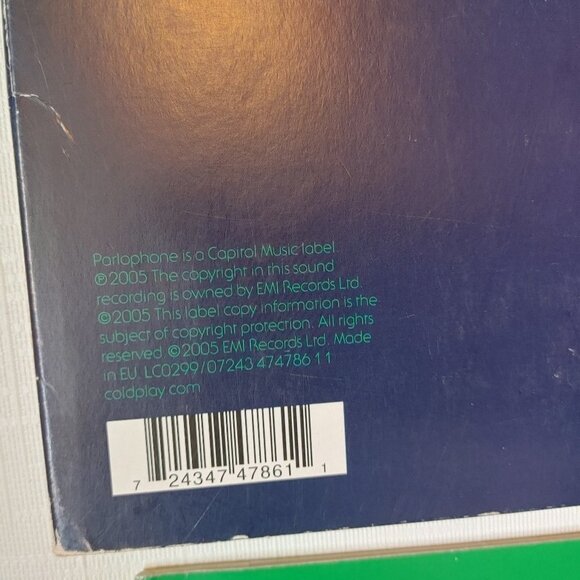 Parlophone is a Capitol Music label.
℗2005 The copyright in this sound
recording is owned by EMI Records Ltd.
©2005 This label copy information is the
subject of copyright protection. All rights
reserved. ©2005 EMI Records Ltd. Made
in EU. LC0299/07243 474786 1 1
coldplay.com
7 24347 47861 1